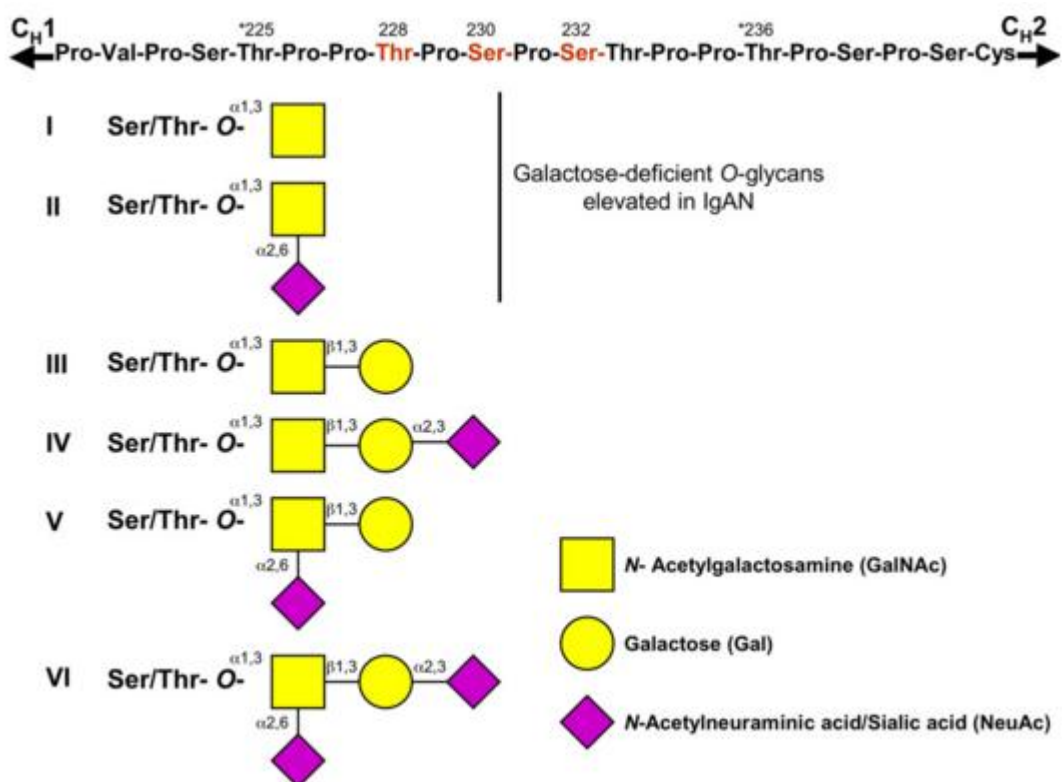 CH1 *225 228 230 232 *236 CH2
Pro-Val-Pro-Ser-Thr-Pro-Pro-Thr-Pro-Ser-Pro-Ser-Thr-Pro-Pro-Thr-Pro-Ser-Pro-Ser-Cys
α1,3
I Ser/Thr- O-
Galactose-deficient O-glycans
elevated in IgAN
α1,3
II Ser/Thr- O-
α2,6
α1,3 β1,3
III Ser/Thr- O-
α1,3 β1,3 α2,3
IV Ser/Thr- O-
α1,3 β1,3
V Ser/Thr- O-
α2,6
N- Acetylgalactosamine (GalNAc)
Galactose (Gal)
α1,3 β1,3 α2,3
VI Ser/Thr- O-
α2,6
N-Acetylneuraminic acid/Sialic acid (NeuAc)